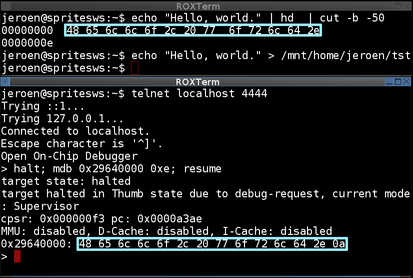 ROXTerm
jeroen@spritesws:~$ echo "Hello, world." | hd | cut -b -50
00000000 48 65 6c 6c 6f 2c 20 77 6f 72 6c 64 2e
0000000e
jeroen@spritesws:~$ echo "Hello, world." > /mnt/home/jeroen/tst
jeroen@spritesws:~$
ROXTerm
jeroen@spritesws:~$ telnet localhost 4444
Trying ::1...
Trying 127.0.0.1...
Connected to localhost.
Escape character is '^]'.
Open On-Chip Debugger
> halt; mdb 0x29640000 0xe; resume
target state: halted
target halted in Thumb state due to debug-request, current mode
: Supervisor
cpsr: 0x000000f3 pc: 0x0000a3ae
MMU: disabled, D-Cache: disabled, I-Cache: disabled
0x29640000: 48 65 6c 6c 6f 2c 20 77 6f 72 6c 64 2e 0a
>